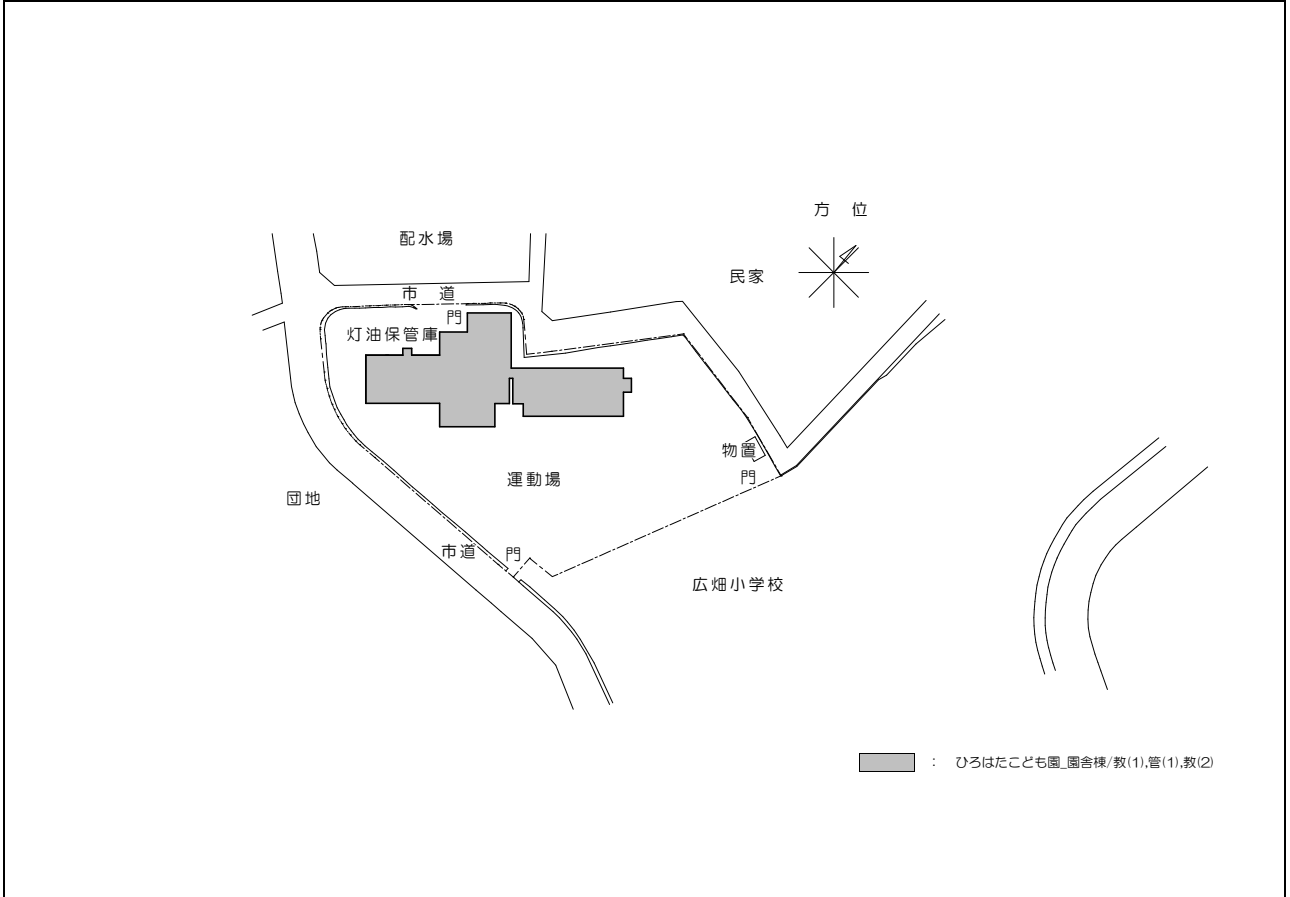 方　位
配水場
民家
市　道
門
灯油保管庫
物置
門
運動場
団地
市道
門
広畑小学校
： ひろはたこども園_園舎棟/教(1),管(1),教(2)